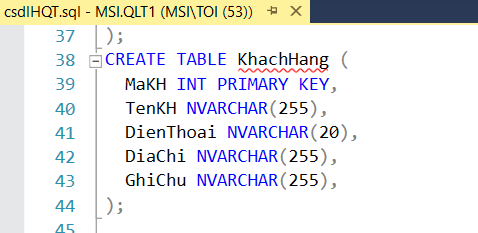 csdlHQT.sql - MSI.QLT1 (MSI\TOI (53))
37 );
38 CREATE TABLE KhachHang (
39 MaKH INT PRIMARY KEY,
40 TenKH NVARCHAR(255),
41 DienThoai NVARCHAR(20),
42 DiaChi NVARCHAR(255),
43 GhiChu NVARCHAR(255),
44 );
45